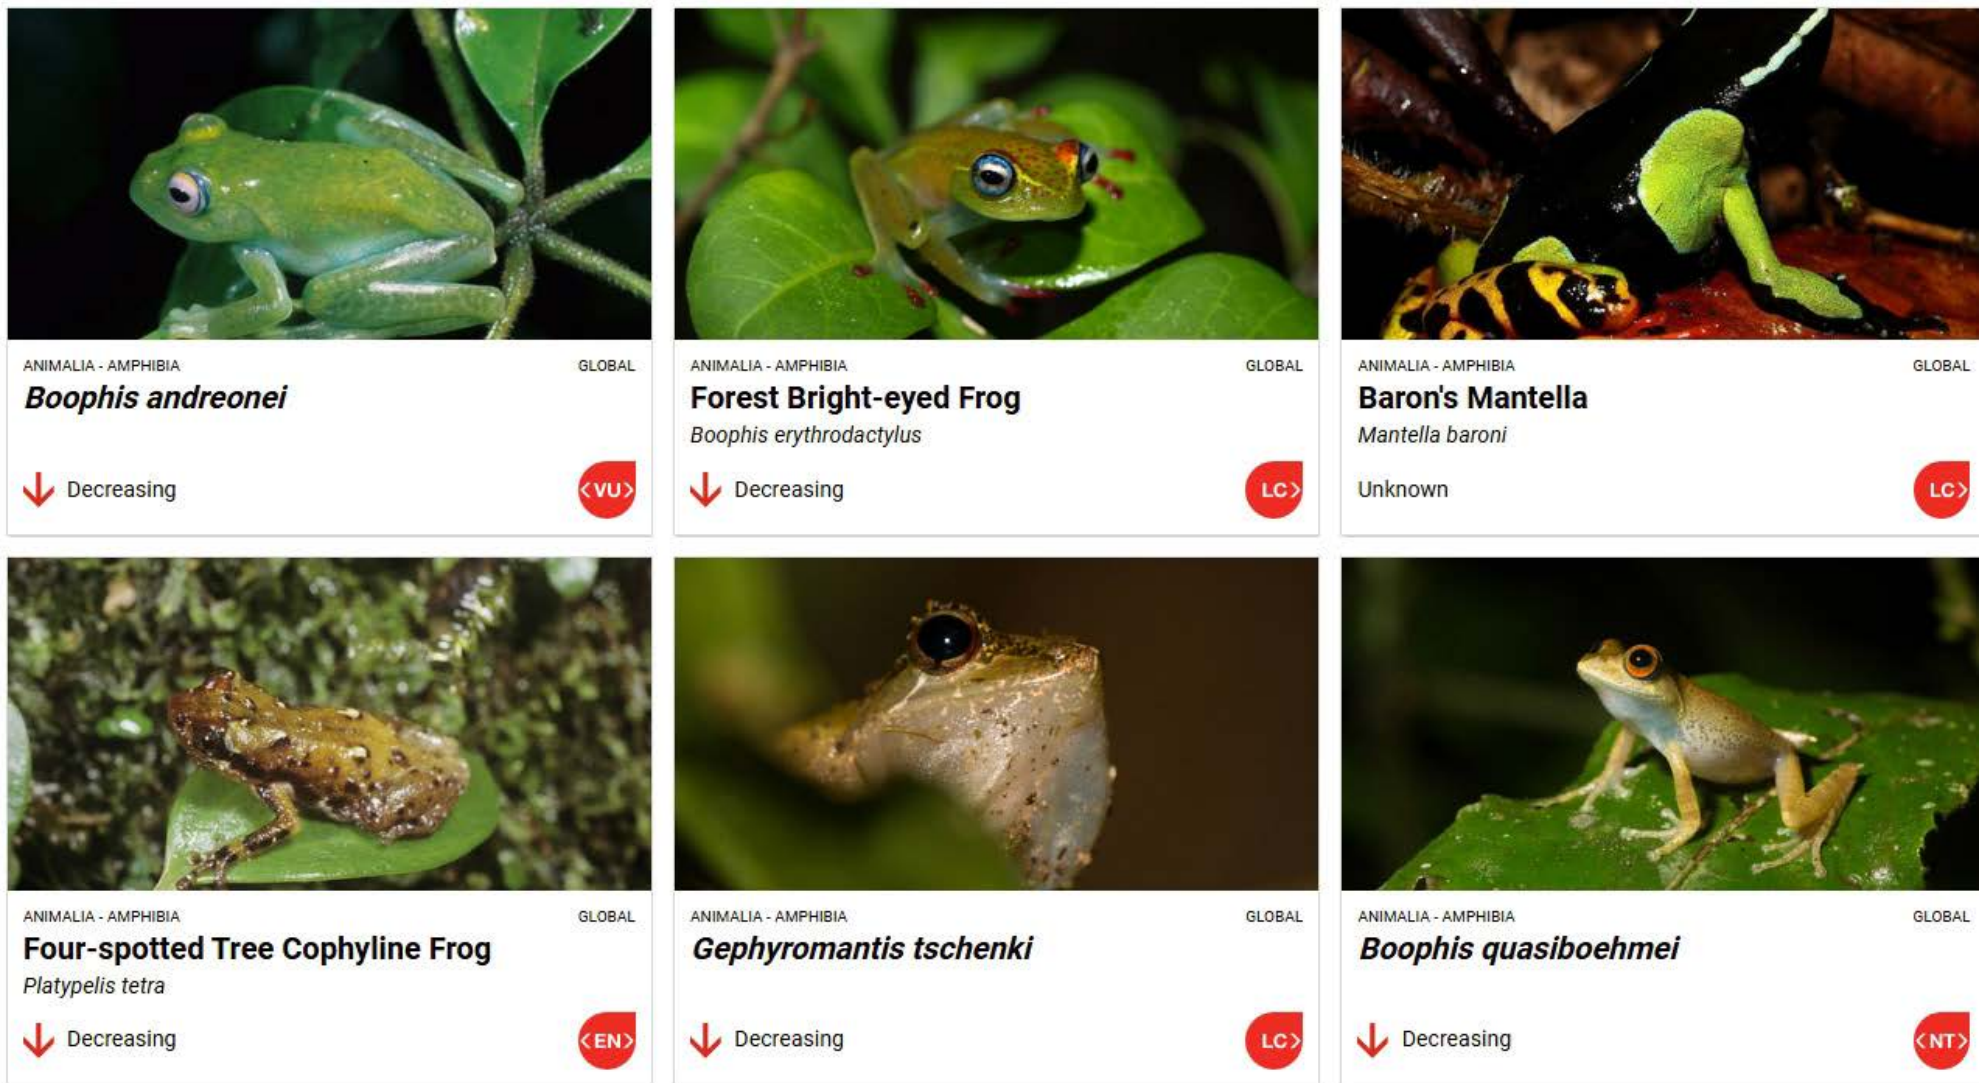 ANIMALIA - AMPHIBIA GLOBAL
Boophis andreonei
Decreasing <VU>
ANIMALIA - AMPHIBIA GLOBAL
Forest Bright-eyed Frog
Boophis erythrodactylus
Decreasing LC>
ANIMALIA - AMPHIBIA GLOBAL
Baron's Mantella
Mantella baroni
Unknown LC>
ANIMALIA - AMPHIBIA GLOBAL
Four-spotted Tree Cophyline Frog
Platypelis tetra
Decreasing <EN>
ANIMALIA - AMPHIBIA GLOBAL
Gephyromantis tschenki
Decreasing LC>
ANIMALIA - AMPHIBIA GLOBAL
Boophis quasiboehmei
Decreasing <NT>